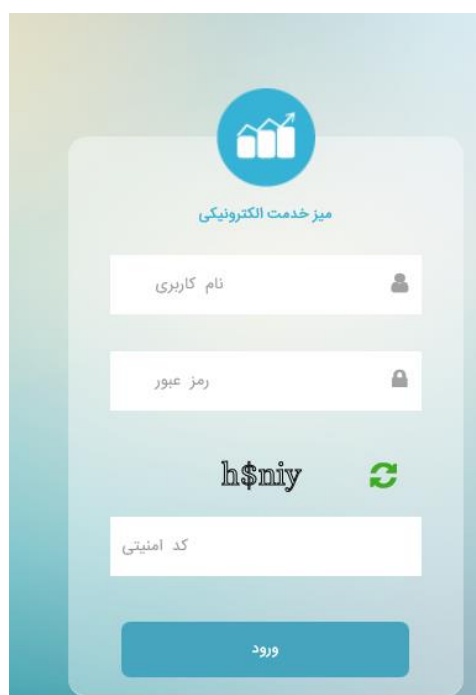 میز خدمت الکترونیکی
نام کاربری
رمز عبور
h$niy
کد امنیتی
ورود